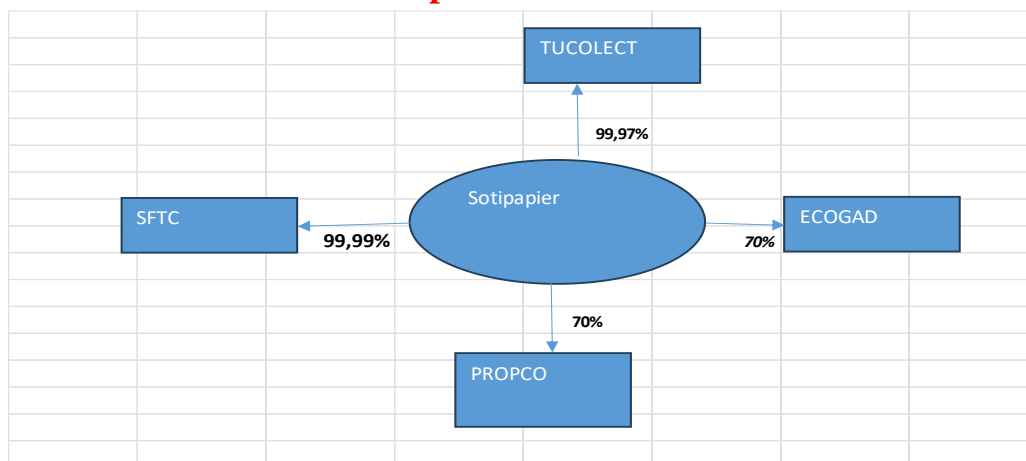 TUCOLECT
99,97%
Sotipapier
SFTC
ECOGAD
99,99%
70%
70%
PROPCO